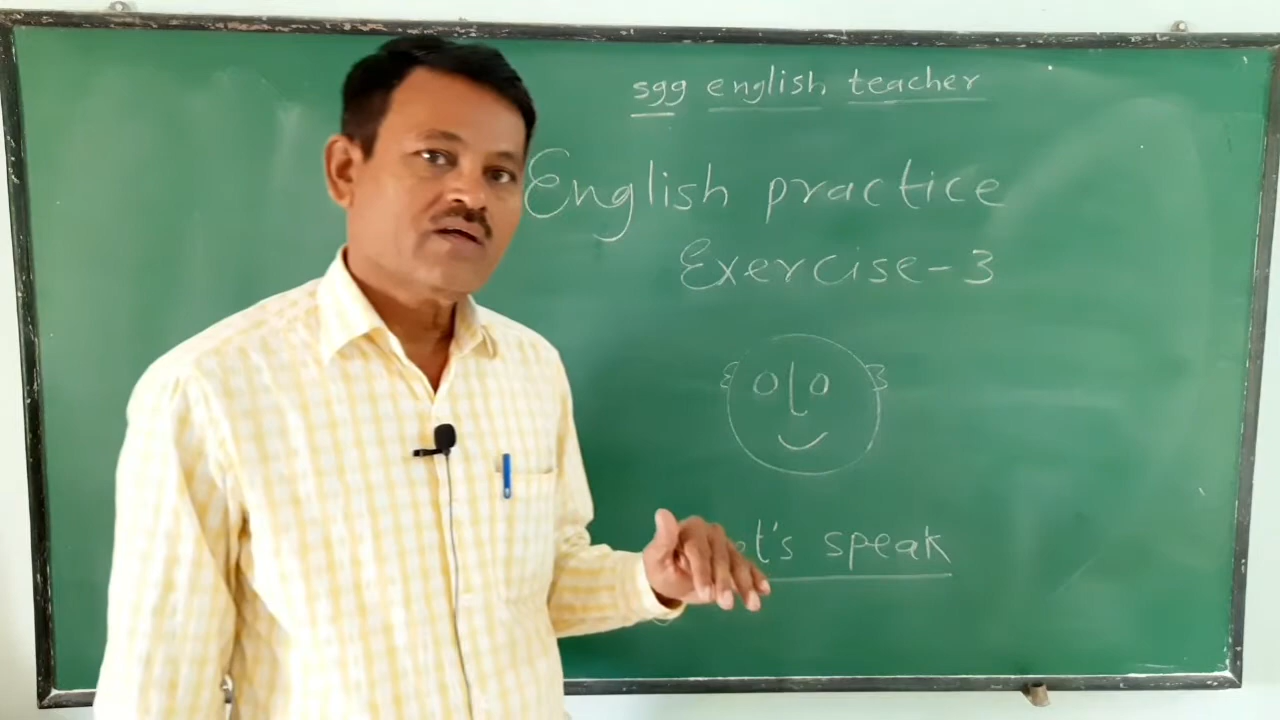 sgg english teacher
English practice
Exercise-3
speak